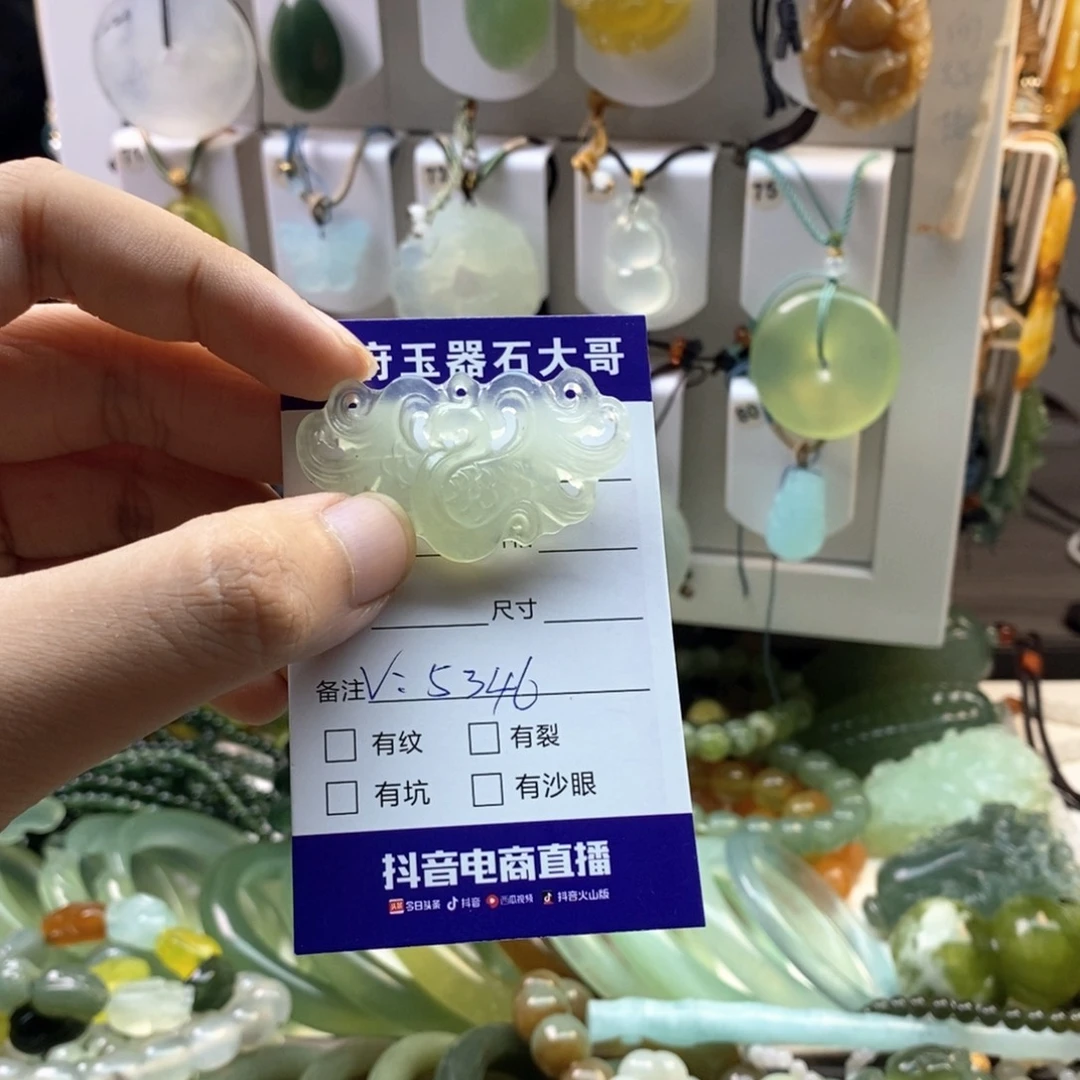 75
府玉器石大哥
尺寸
备注 V: 5346
有纹 有裂
有坑 有沙眼
抖音电商直播
今日头条 抖音 西瓜视频 抖音火山版